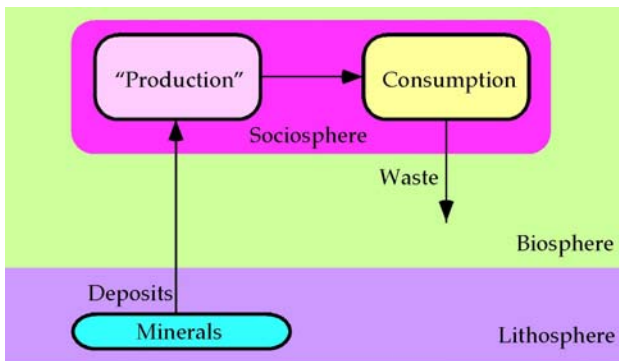 “Production”
Consumption
Sociosphere
Waste
Biosphere
Deposits
Minerals
Lithosphere